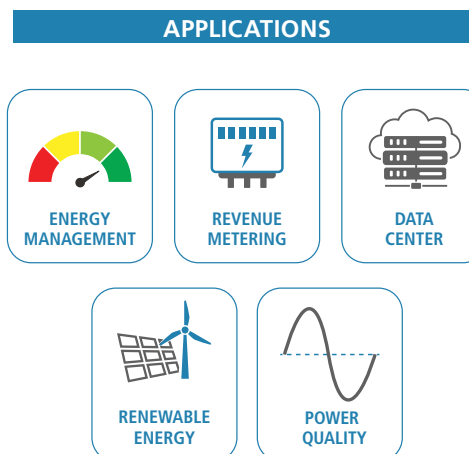 APPLICATIONS
ENERGY
MANAGEMENT
REVENUE
METERING
DATA
CENTER
RENEWABLE
ENERGY
POWER
QUALITY